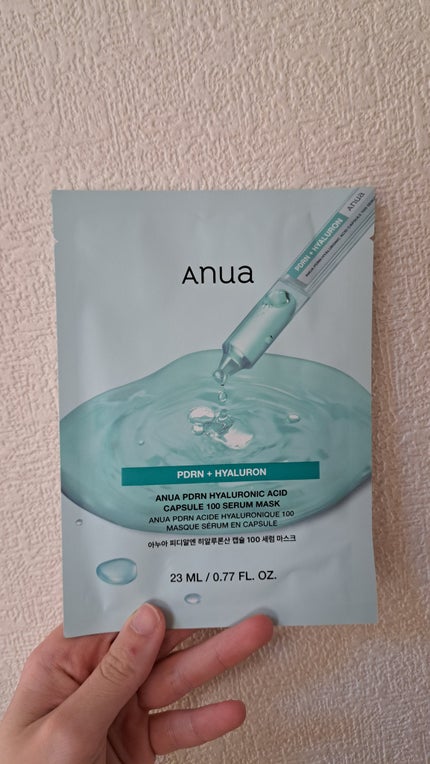 Anua
PDRN + HYALURON
Anua
PDRN + HYALURON
ANUA PDRN HYALURONIC ACID
CAPSULE 100 SERUM MASK
ANUA PDRN ACIDE HYALURONIQUE 100
MASQUE SÉRUM EN CAPSULE
아누아 피디알엔 히알루론산 캡슐 100 세럼 마스크
23 ML / 0.77 FL. OZ.